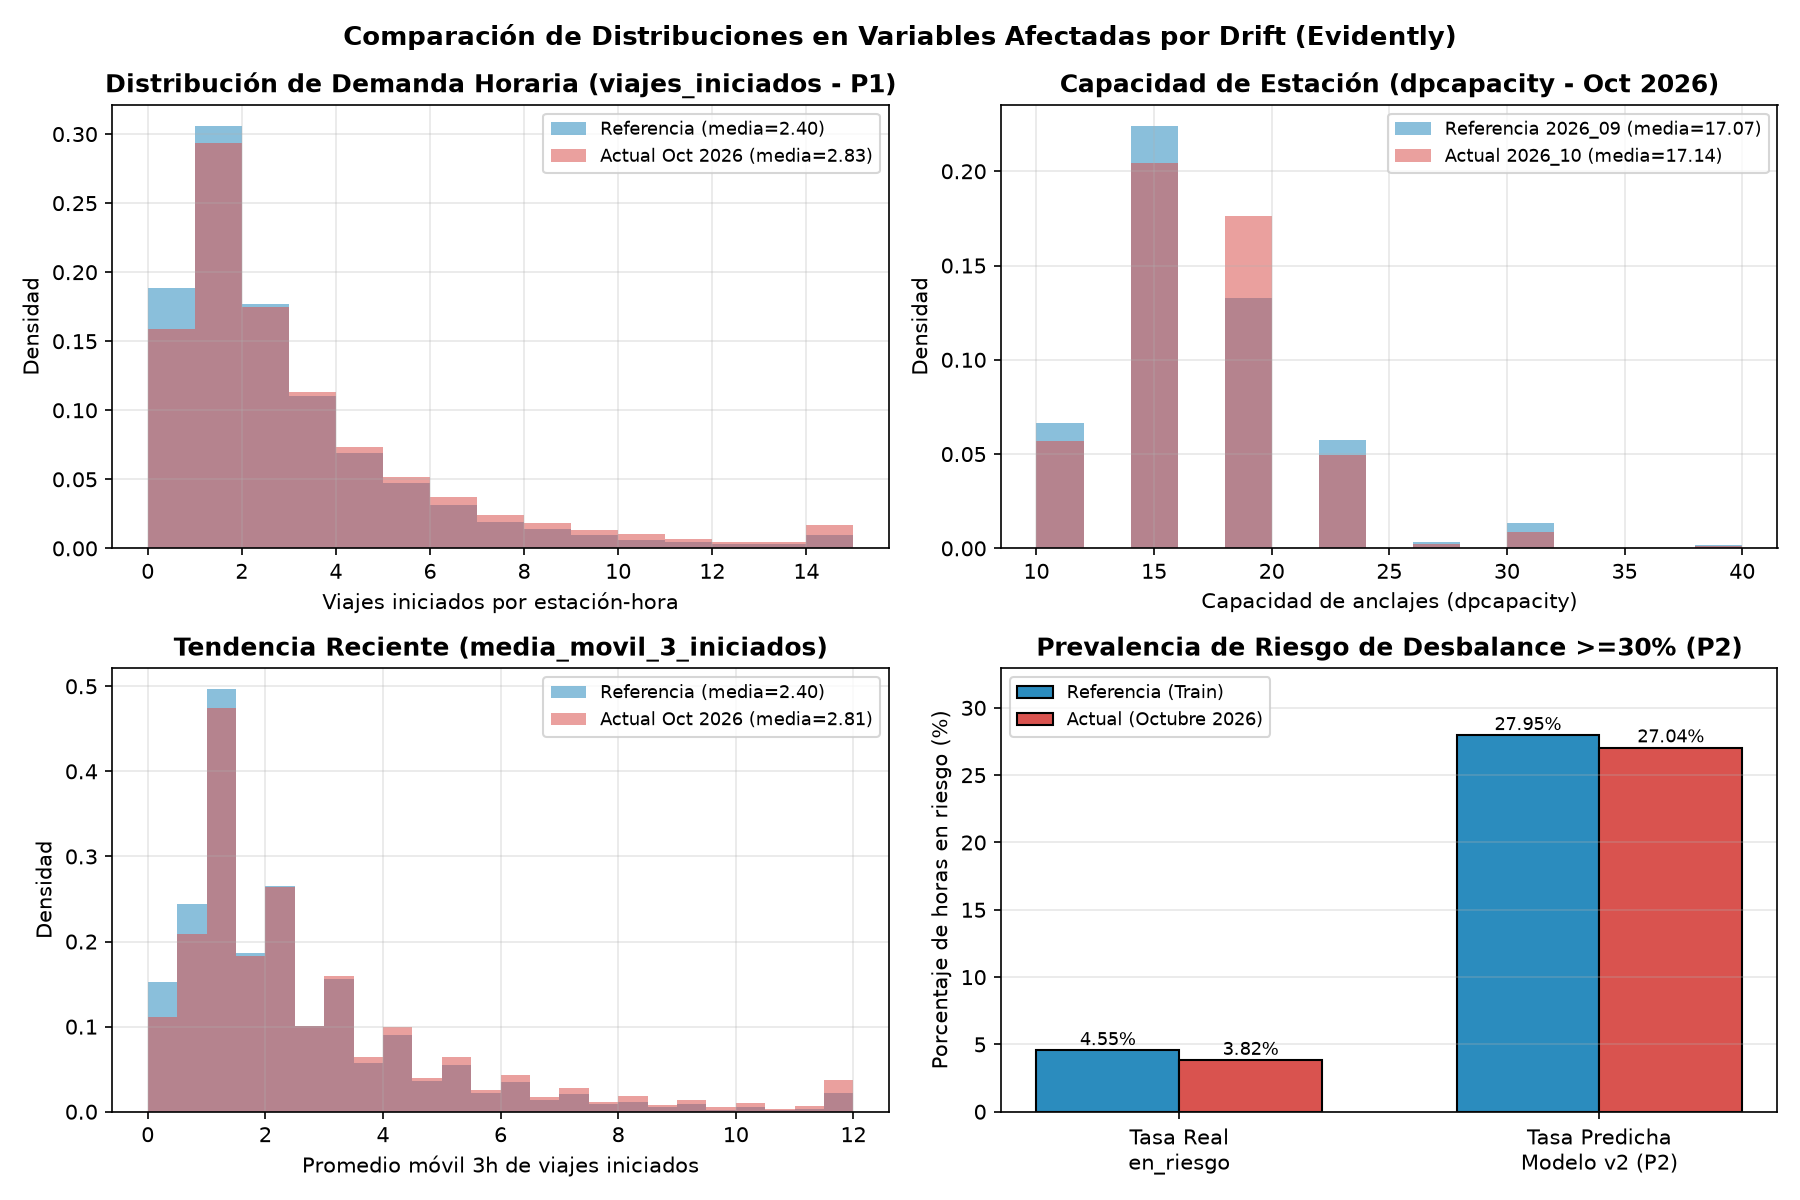 Comparación de Distribuciones en Variables Afectadas por Drift (Evidently)
Distribución de Demanda Horaria (viajes_iniciados - P1)
Referencia (media=2.40)
Actual Oct 2026 (media=2.83)
Densidad
0.30
0.25
0.20
0.15
0.10
0.05
0.00
0 2 4 6 8 10 12 14
Viajes iniciados por estación-hora
Capacidad de Estación (dpcapacity - Oct 2026)
Referencia 2026_09 (media=17.07)
Actual 2026_10 (media=17.14)
Densidad
0.20
0.15
0.10
0.05
0.00
10 15 20 25 30 35 40
Capacidad de anclajes (dpcapacity)
Tendencia Reciente (media_movil_3_iniciados)
Referencia (media=2.40)
Actual Oct 2026 (media=2.81)
Densidad
0.5
0.4
0.3
0.2
0.1
0.0
0 2 4 6 8 10 12
Promedio móvil 3h de viajes iniciados
Prevalencia de Riesgo de Desbalance >=30% (P2)
Referencia (Train)
Actual (Octubre 2026)
Porcentaje de horas en riesgo (%)
30
25
20
15
10
5
0
4.55%
3.82%
27.95%
27.04%
Tasa Real
en_riesgo
Tasa Predicha
Modelo v2 (P2)